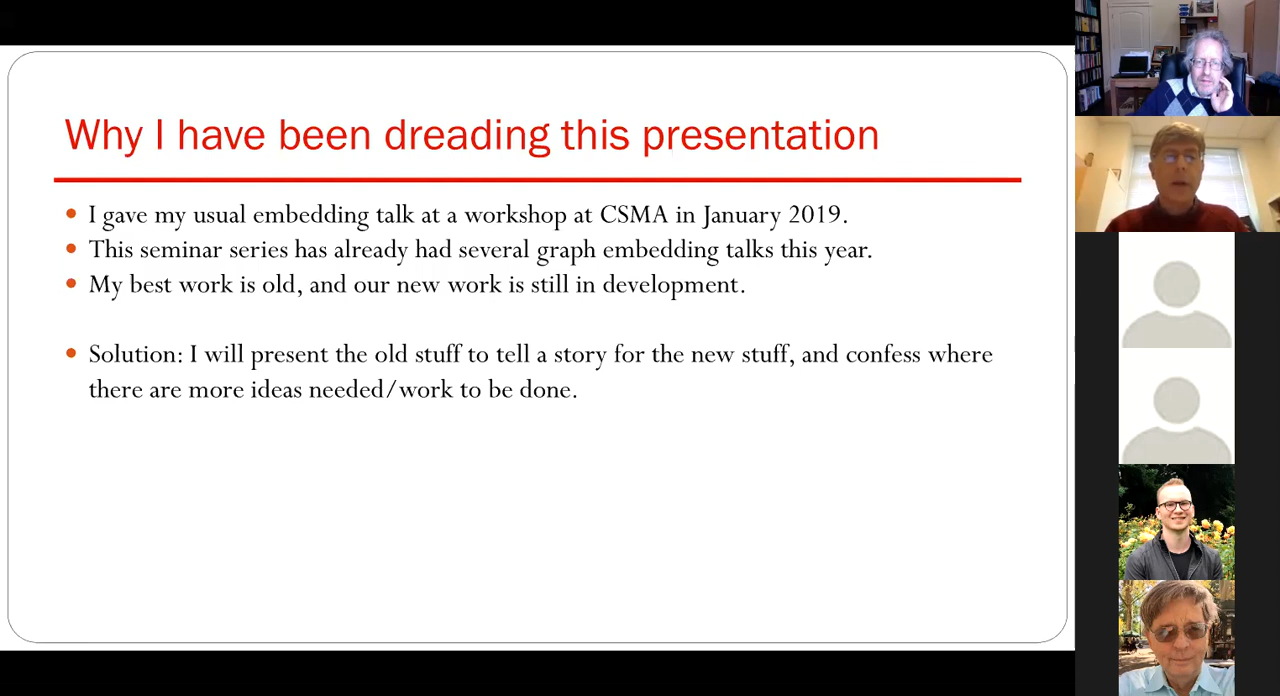 Why I have been dreading this presentation
• I gave my usual embedding talk at a workshop at CSMA in January 2019.
• This seminar series has already had several graph embedding talks this year.
• My best work is old, and our new work is still in development.
• Solution: I will present the old stuff to tell a story for the new stuff, and confess where
there are more ideas needed/work to be done.